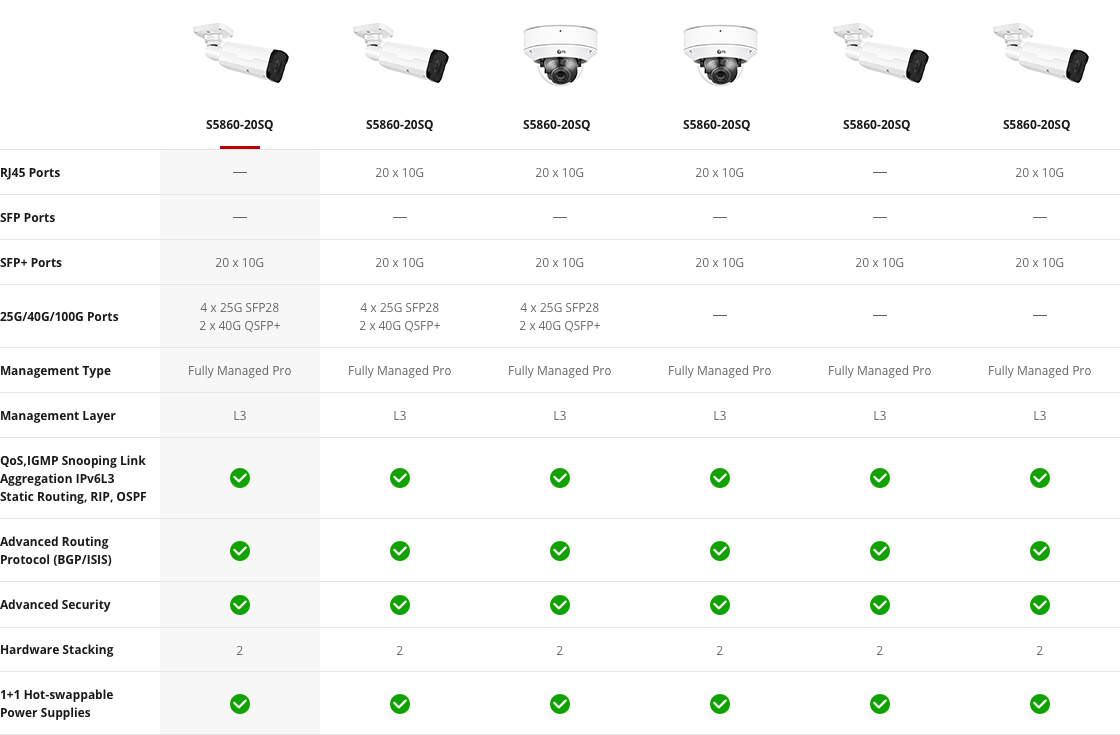 S5860-20SQ S5860-20SQ S5860-20SQ S5860-20SQ S5860-20SQ S5860-20SQ
RJ45 Ports — 20 x 10G 20 x 10G 20 x 10G — 20 x 10G
SFP Ports — — — — — —
SFP+ Ports 20 x 10G 20 x 10G 20 x 10G 20 x 10G 20 x 10G 20 x 10G
25G/40G/100G Ports 4 x 25G SFP28 4 x 25G SFP28 4 x 25G SFP28 — — —
2 x 40G QSFP+ 2 x 40G QSFP+ 2 x 40G QSFP+
Management Type Fully Managed Pro Fully Managed Pro Fully Managed Pro Fully Managed Pro Fully Managed Pro Fully Managed Pro
Management Layer L3 L3 L3 L3 L3 L3
QoS,IGMP Snooping Link
Aggregation IPv6L3
Static Routing, RIP, OSPF
Advanced Routing
Protocol (BGP/ISIS)
Advanced Security
Hardware Stacking 2 2 2 2 2 2
1+1 Hot-swappable
Power Supplies